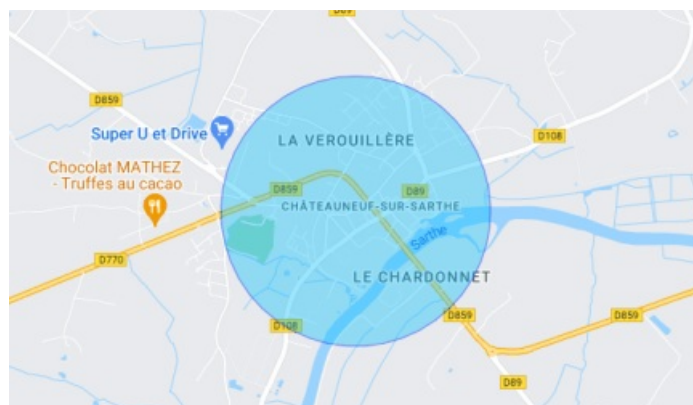 D89
D859
Super U et Drive
D108
LA VEROUILLÈRE
Chocolat MATHEZ
- Truffes au cacao
D859
D89
CHÂTEAUNEUF-SUR-SARTHE
Sarthe
D770
LE CHARDONNET
D859
D859
D108
D89